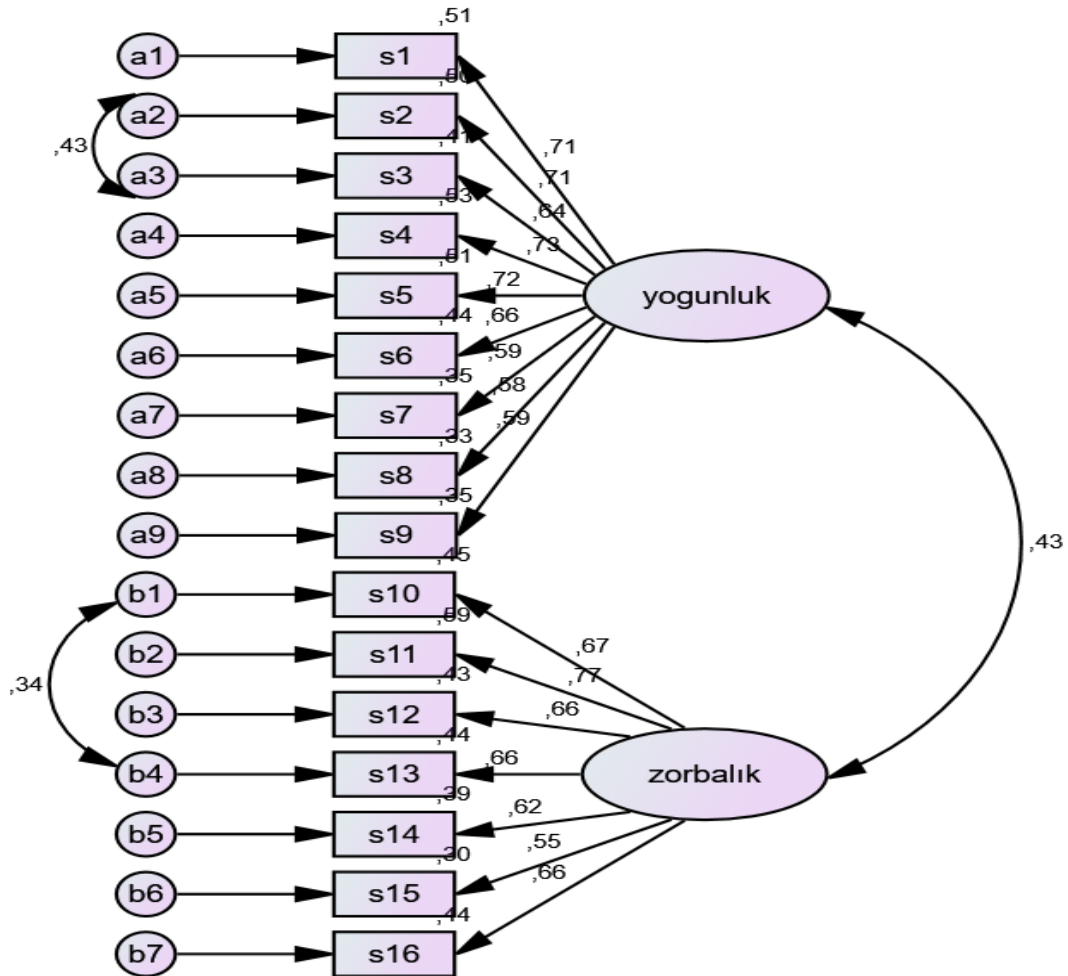 ,51
a1 s1
,50
a2 s2
,41
,43
,71
a3 s3
,71
,53
,64
a4 s4
,73
,51
a5 s5
,72
yogunluk
,44 ,66
a6 s6
,59
,35
,58
a7 s7
,59
,33
a8 s8
,35
a9 s9
,43
,45
b1 s10
,59
,67
b2 s11
,77
,43
,34
,66
b3 s12
,44
,66
b4 s13
zorbalık
,39
,62
b5 s14
,55
,30
,66
b6 s15
,44
b7 s16